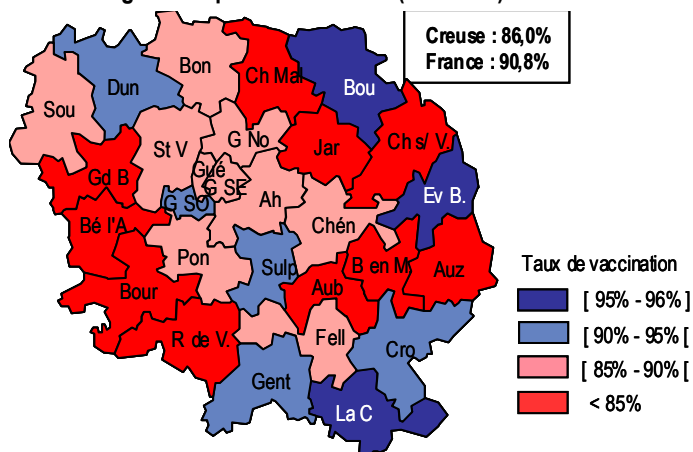 Creuse : 86,0%
France : 90,8%
Bon
Ch Mal
Bou
Dun
Sou
G No
St V
Jar
Ch s/ V.
Gué
Gd B
G SE
Ev B.
G SO
Ah
Bé l'A
Chén
Pon
Sulp
B en M
Auz
Bour
Aub
R de V.
Fell
Cro
Gent
La C
Taux de vaccination
[ 95% - 96% ]
[ 90% - 95% [
[ 85% - 90% [
< 85%